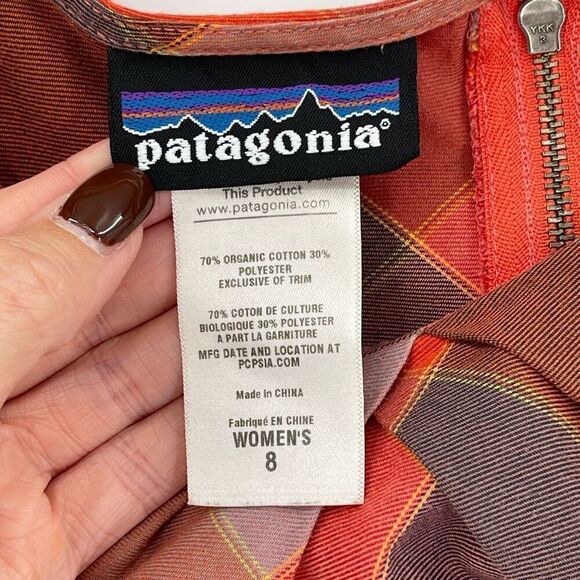 YKK
patagonia®
This Product
www.patagonia.com
70% ORGANIC COTTON 30%
POLYESTER
EXCLUSIVE OF TRIM
70% COTON DE CULTURE
BIOLOGIQUE 30% POLYESTER
A PART LA GARNITURE
MFG DATE AND LOCATION AT
PCPSIA.COM
Made in CHINA
Fabriqué EN CHINE
WOMEN'S
8